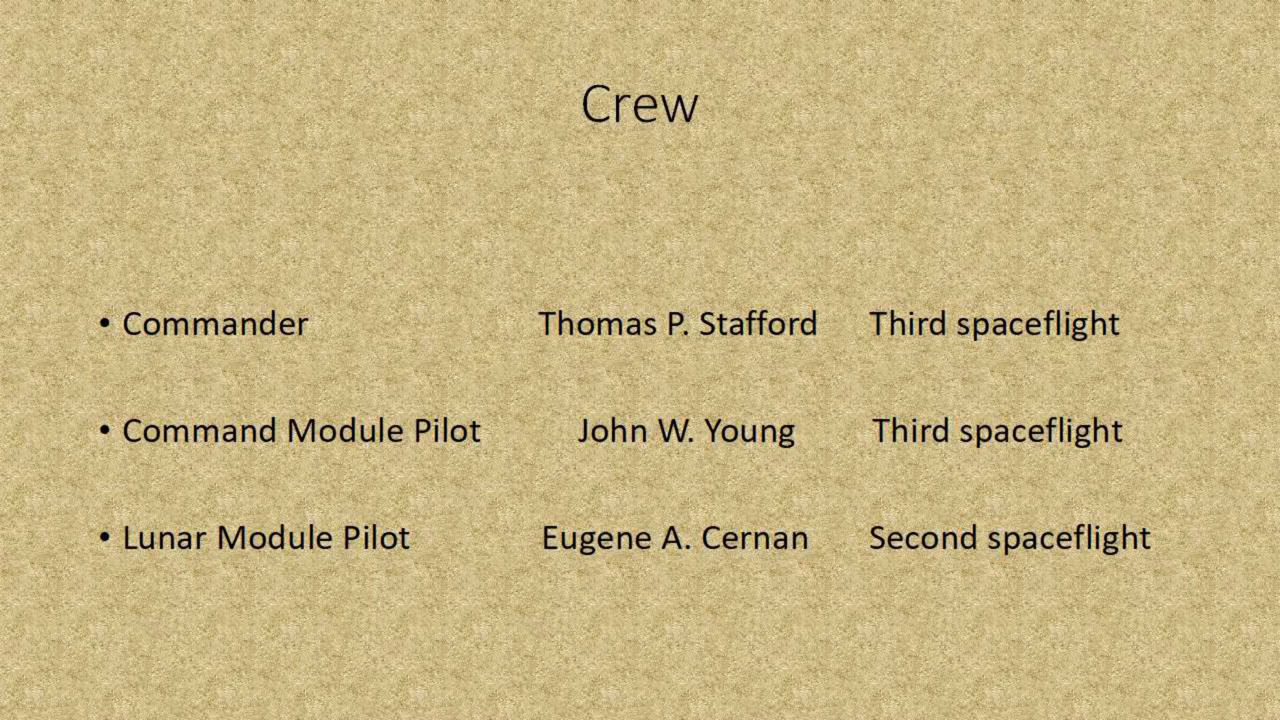 Crew
• Commander Thomas P. Stafford Third spaceflight
• Command Module Pilot John W. Young Third spaceflight
• Lunar Module Pilot Eugene A. Cernan Second spaceflight